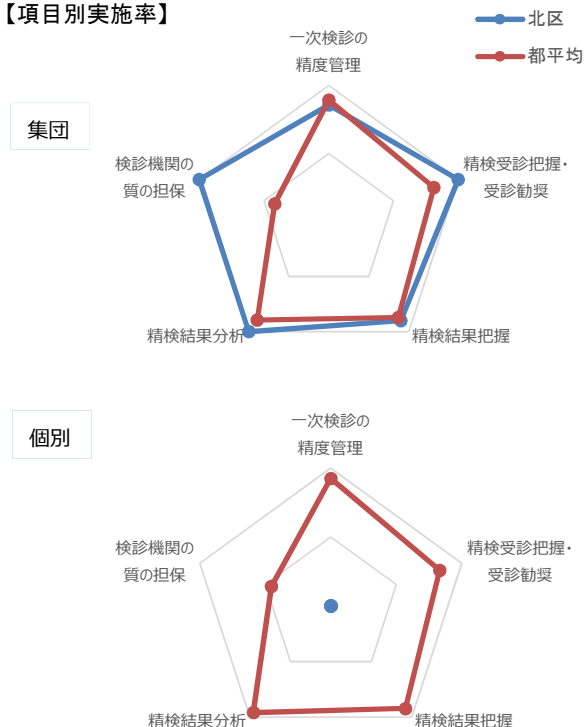 【項目別実施率】
北区
都平均
集団
一次検診の
精度管理
検診機関の
質の担保
精検受診把握・
受診勧奨
精検結果分析
精検結果把握
個別
一次検診の
精度管理
検診機関の
質の担保
精検受診把握・
受診勧奨
精検結果分析
精検結果把握